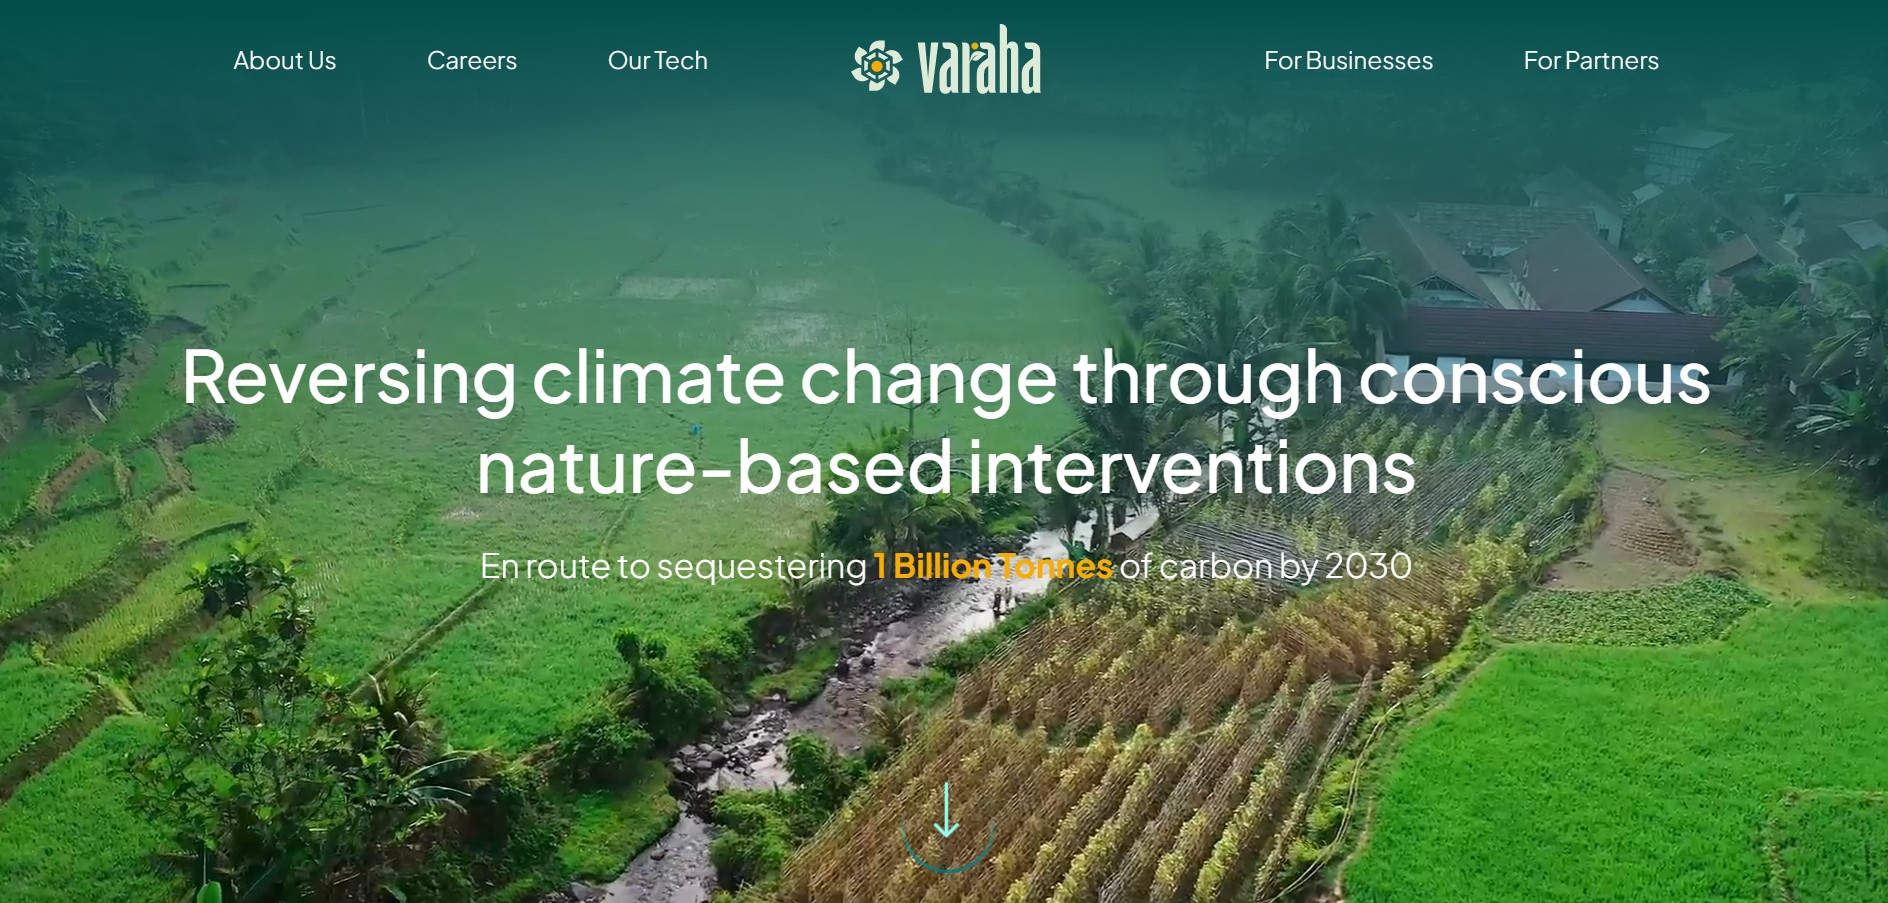 About Us
Careers
Our Tech
varaha
For Businesses
For Partners
Reversing climate change through conscious
nature-based interventions
En route to sequestering 1 Billion Tonnes of carbon by 2030